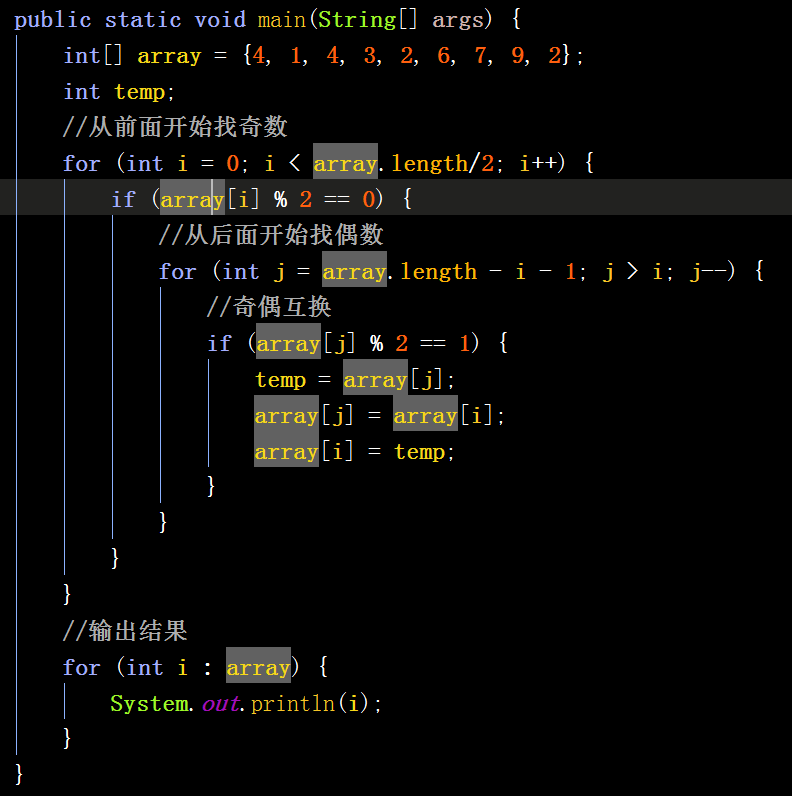 public static void main(String[] args) {
    int[] array = {4, 1, 4, 3, 2, 6, 7, 9, 2};
    int temp;
    //从前面开始找奇数
    for (int i = 0; i < array.length/2; i++) {
        if (array[i] % 2 == 0) {
            //从后面开始找偶数
            for (int j = array.length - i - 1; j > i; j--) {
                //奇偶互换
                if (array[j] % 2 == 1) {
                    temp = array[j];
                    array[j] = array[i];
                    array[i] = temp;
                }
            }
        }
    }
    //输出结果
    for (int i : array) {
        System.out.println(i);
    }
}